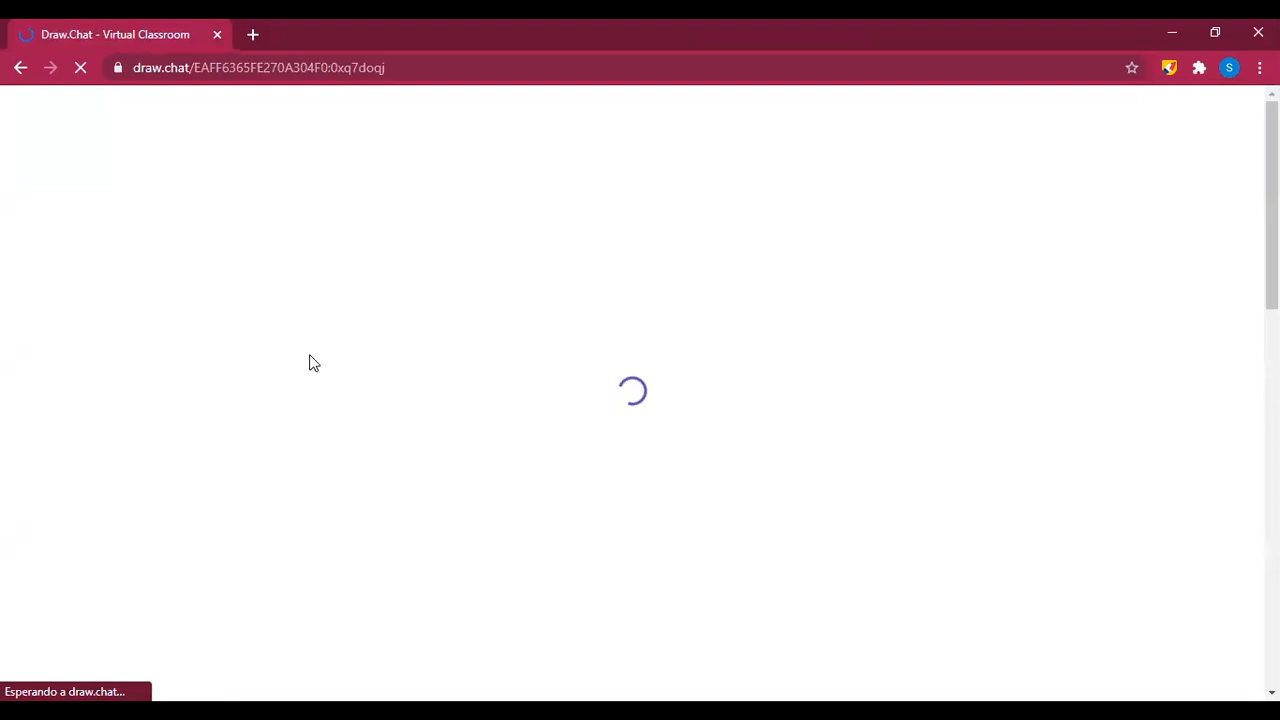 Draw.Chat - Virtual Classroom
draw.chat/EAFF6365FE270A304F0:0xq7doqj
S
Esperando a draw.chat...